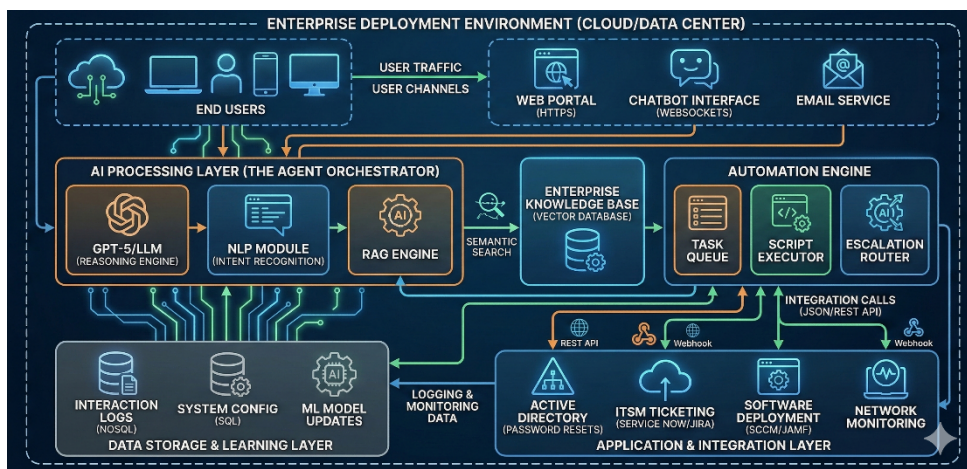 ENTERPRISE DEPLOYMENT ENVIRONMENT (CLOUD/DATA CENTER)
END USERS
USER TRAFFIC
USER CHANNELS
WEB PORTAL
(HTTPS)
CHATBOT INTERFACE
(WEBSOCKETS)
EMAIL SERVICE
AI PROCESSING LAYER (THE AGENT ORCHESTRATOR)
GPT-5/LLM
(REASONING ENGINE)
NLP MODULE
(INTENT RECOGNITION)
AI
RAG ENGINE
SEMANTIC
SEARCH
ENTERPRISE
KNOWLEDGE BASE
(VECTOR DATABASE)
AUTOMATION ENGINE
TASK
QUEUE
SCRIPT
EXECUTOR
AI
ESCALATION
ROUTER
INTEGRATION CALLS
(JSON/REST API)
REST API
Webhook
Webhook
INTERACTION
LOGS
(NOSQL)
SYSTEM CONFIG
(SQL)
AI
ML MODEL
UPDATES
DATA STORAGE & LEARNING LAYER
LOGGING &
MONITORING
DATA
ACTIVE
DIRECTORY
(PASSWORD RESETS)
ITSM TICKETING
(SERVICE NOW/JIRA)
SOFTWARE
DEPLOYMENT
(SCCM/JAMF)
NETWORK
MONITORING
APPLICATION & INTEGRATION LAYER